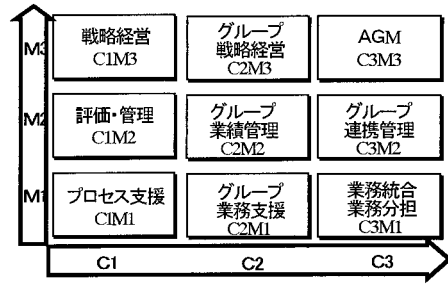 M3
戦略経営
C1M3
グループ
戦略経営
C2M3
AGM
C3M3
M2
評価・管理
C1M2
グループ
業績管理
C2M2
グループ
連携管理
C3M2
M1
プロセス支援
C1M1
グループ
業務支援
C2M1
業務統合
業務分担
C3M1
C1
C2
C3